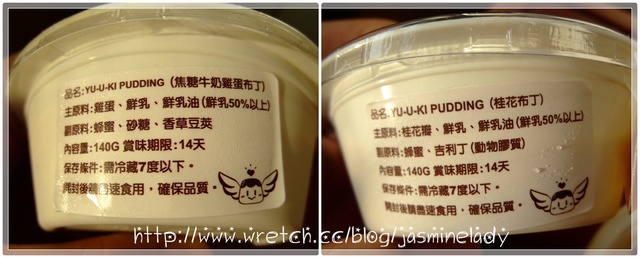 品名:YU-U-KI PUDDING (焦糖牛奶雞蛋布丁)
主原料:雞蛋、鮮乳、鮮乳油(鮮乳50%以上)
副原料:蜂蜜、砂糖、香草豆莢
內容量:140G 賞味期限:14天
保存條件:需冷藏7度以下。
開封後請盡速食用,確保品質。
品名:YU-U-KI PUDDING (桂花布丁)
主原料:桂花瓣、鮮乳、鮮乳油(鮮乳50%以上)
副原料:蜂蜜、吉利丁(動物膠質)
內容量:140G 賞味期限:14天
保存條件:需冷藏7度以下。
開封後請盡速食用,確保品質。
http://www.wretch.cc/blog/jasminelady